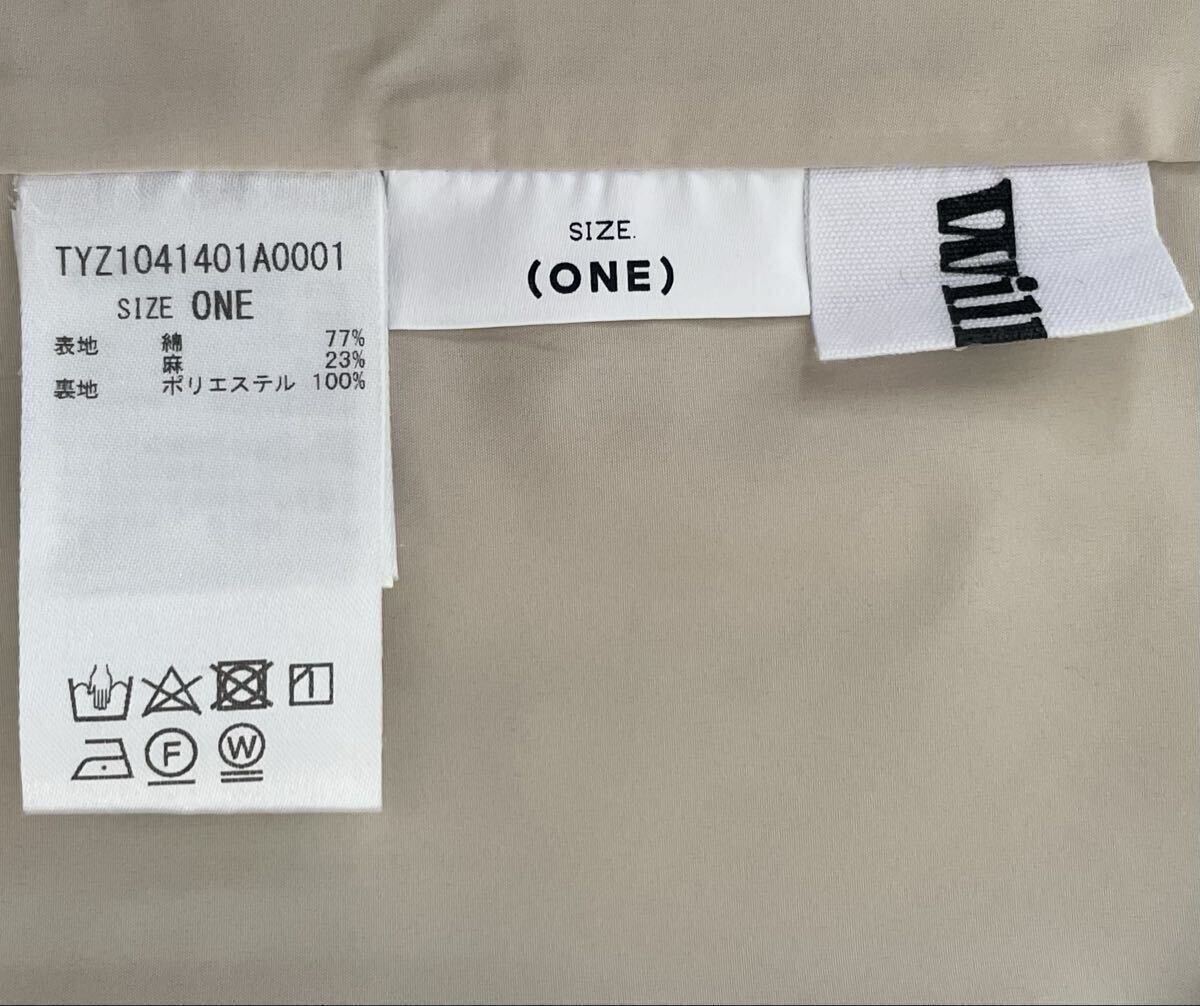 TYZ1041401A0001
SIZE ONE
表地 綿 77%
麻 23%
裏地 ポリエステル 100%
F
W
SIZE.
(ONE)
Will